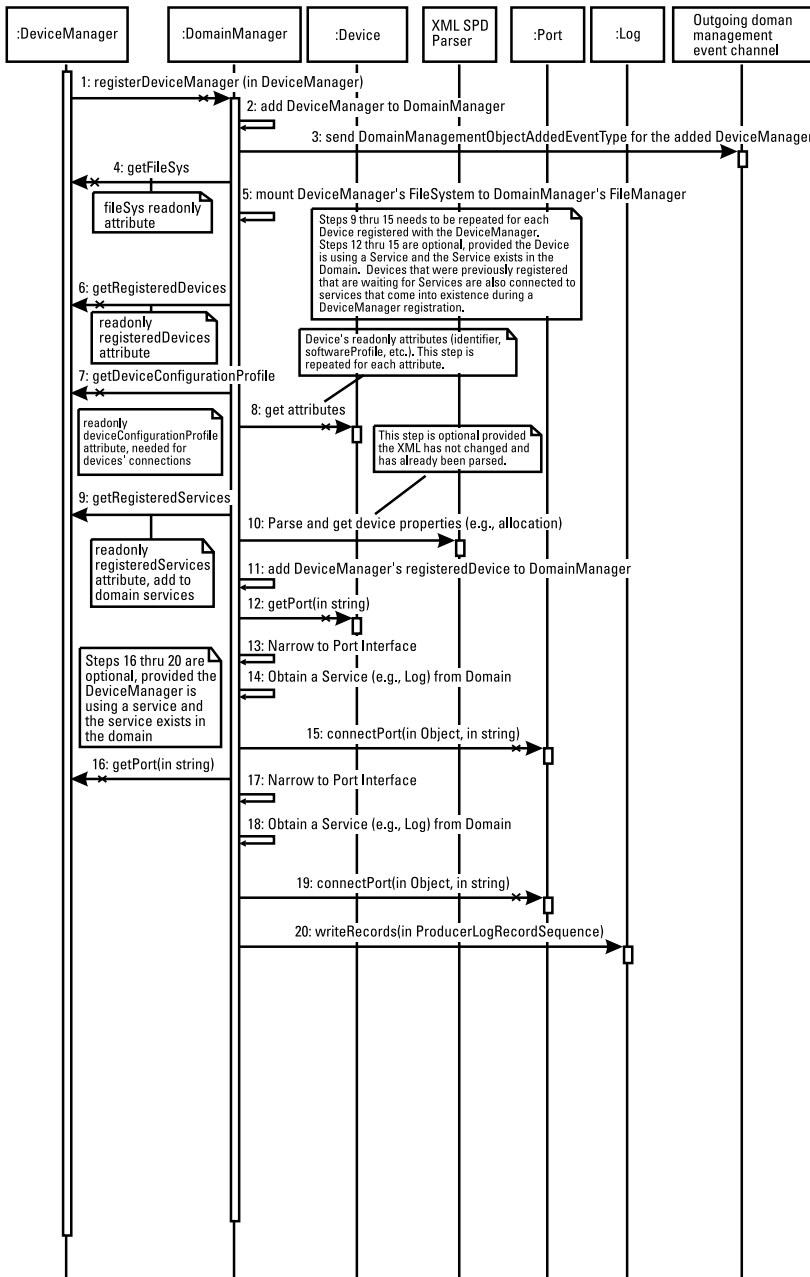 :DeviceManager
:DomainManager
:Device
XML SPD
Parser
:Port
:Log
Outgoing doman
management
event channel
1: registerDeviceManager (in DeviceManager)
2: add DeviceManager to DomainManager
3: send DomainManagementObjectAddedEventType for the added DeviceManager
4: getFileSys
fileSys readonly
attribute
5: mount DeviceManager's FileSystem to DomainManager's FileManager
Steps 9 thru 15 needs to be repeated for each
Device registered with the DeviceManager.
Steps 12 thru 15 are optional, provided the Device
is using a Service and the Service exists in the
Domain. Devices that were previously registered
that are waiting for Services are also connected to
services that come into existence during a
DeviceManager registration.
6: getRegisteredDevices
readonly
registeredDevices
attribute
Device's readonly attributes (identifier,
softwareProfile, etc.). This step is
repeated for each attribute.
7: getDeviceConfigurationProfile
8: get attributes
readonly
deviceConfigurationProfile
attribute, needed for
devices' connections
This step is optional provided
the XML has not changed and
has already been parsed.
9: getRegisteredServices
10: Parse and get device properties (e.g., allocation)
readonly
registeredServices
attribute, add to
domain services
11: add DeviceManager's registeredDevice to DomainManager
12: getPort(in string)
13: Narrow to Port Interface
Steps 16 thru 20 are
optional, provided the
DeviceManager is
using a service and
the service exists in
the domain
14: Obtain a Service (e.g., Log) from Domain
15: connectPort(in Object, in string)
16: getPort(in string)
17: Narrow to Port Interface
18: Obtain a Service (e.g., Log) from Domain
19: connectPort(in Object, in string)
20: writeRecords(in ProducerLogRecordSequence)